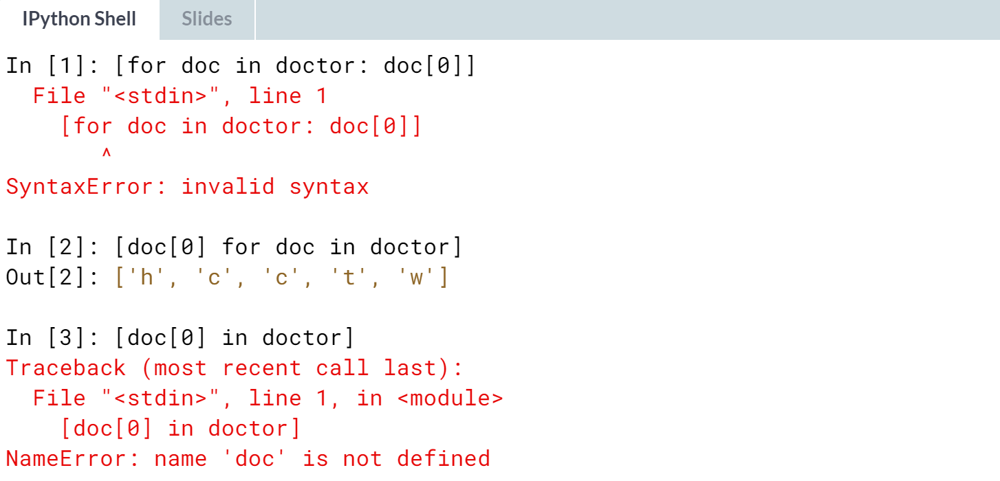 IPython Shell
Slides
In [1]: [for doc in doctor: doc[0]]
  File "<stdin>", line 1
    [for doc in doctor: doc[0]]
       ^
SyntaxError: invalid syntax
In [2]: [doc[0] for doc in doctor]
Out[2]: ['h', 'c', 'c', 't', 'w']
In [3]: [doc[0] in doctor]
Traceback (most recent call last):
  File "<stdin>", line 1, in <module>
    [doc[0] in doctor]
NameError: name 'doc' is not defined